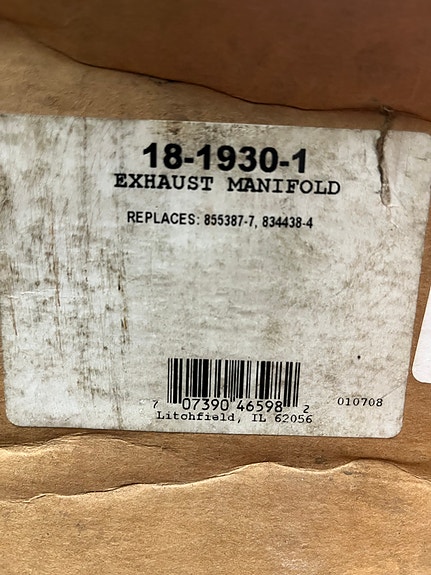 18-1930-1
EXHAUST MANIFOLD
REPLACES: 855387-7, 834438-4
7 07390 46598 2
010708
Litchfield, IL 62056